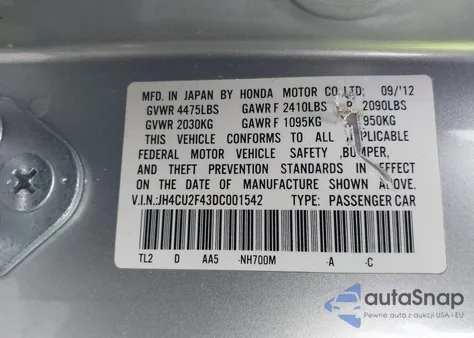 MFD. IN JAPAN BY HONDA MOTOR CO.,LTD; 09/'12
GVWR 4475LBS GAWR F 2410LBS 2090LBS
GVWR 2030KG GAWR F 1095KG 950KG
THIS VEHICLE CONFORMS TO ALL APPLICABLE
FEDERAL MOTOR VEHICLE SAFETY ,BUMPER,
AND THEFT PREVENTION STANDARDS IN EFFECT
ON THE DATE OF MANUFACTURE SHOWN ABOVE.
V.I.N.:JH4CU2F43DC001542 TYPE: PASSENGER CAR
TL2 D AA5 -NH700M -A -C
autoSnap
Pewne auta z aukcji USA i EU